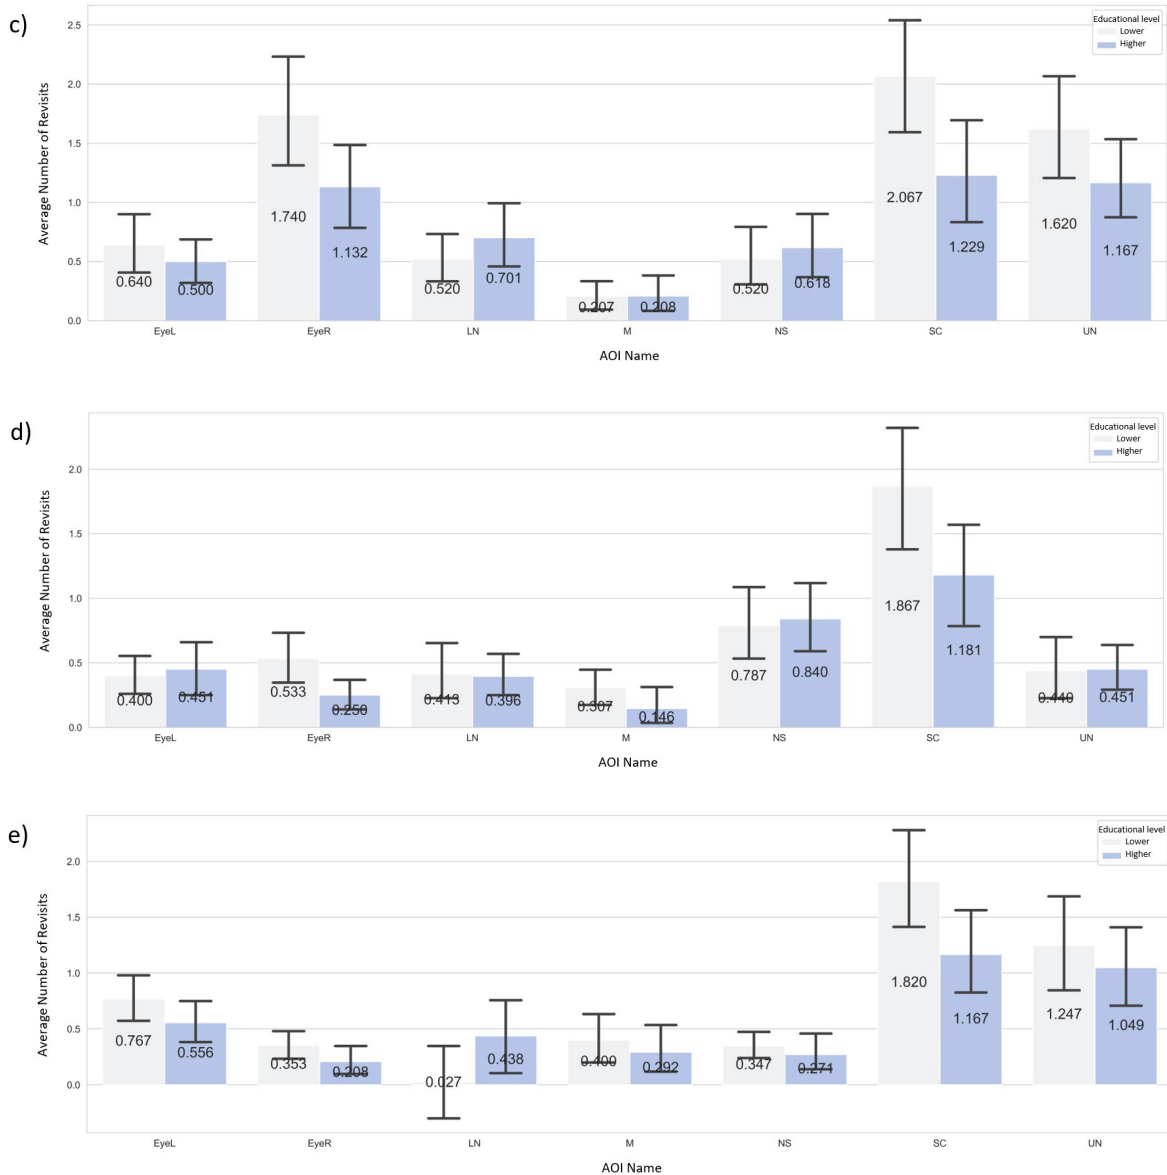 c)
Average Number of Revisits
2.5
2.0
1.5
1.0
0.5
0.0
Educational level
Lower
Higher
0.640
0.500
1.740
1.132
0.520
0.701
0.207
0.208
0.520
0.618
2.067
1.229
1.620
1.167
EyeL EyeR LN M NS SC UN
AOI Name
d)
Average Number of Revisits
2.0
1.5
1.0
0.5
0.0
Educational level
Lower
Higher
0.400
0.451
0.533
0.250
0.413
0.396
0.307
0.146
0.787
0.840
1.867
1.181
0.440
0.451
EyeL EyeR LN M NS SC UN
AOI Name
e)
Average Number of Revisits
2.0
1.5
1.0
0.5
0.0
Educational level
Lower
Higher
0.767
0.556
0.353
0.208
0.027
0.438
0.400
0.292
0.347
0.271
1.820
1.167
1.247
1.049
EyeL EyeR LN M NS SC UN
AOI Name